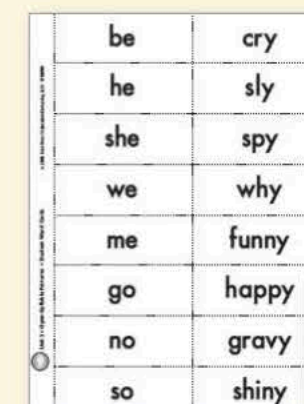 be cry
he sly
she spy
we why
me funny
go happy
no gravy
so shiny